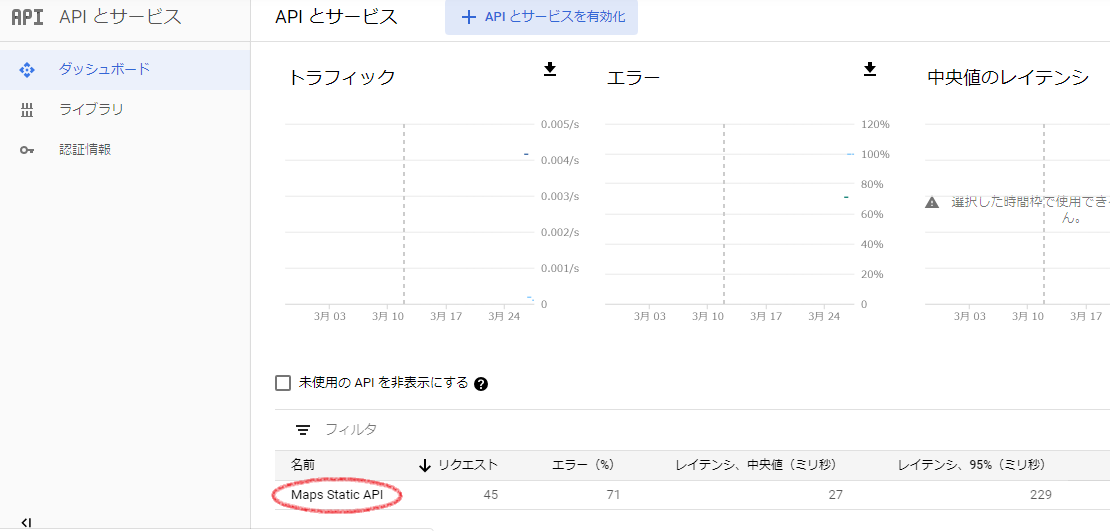 API APIとサービス
APIとサービス
+ APIとサービスを有効化
ダッシュボード
ライブラリ
認証情報
トラフィック
0.005/s
0.004/s
0.003/s
0.002/s
0.001/s
0
3月 03 3月 10 3月 17 3月 24
エラー
120%
100%
80%
60%
40%
20%
0
3月 03 3月 10 3月 17 3月 24
中央値のレイテンシ
選択した時間枠で使用でき
ん。
3月 03 3月 10 3月 17
未使用の API を非表示にする ?
フィルタ
名前 リクエスト エラー (%) レイテンシ、中央値(ミリ秒) レイテンシ、95%(ミリ秒)
Maps Static API 45 71 27 229